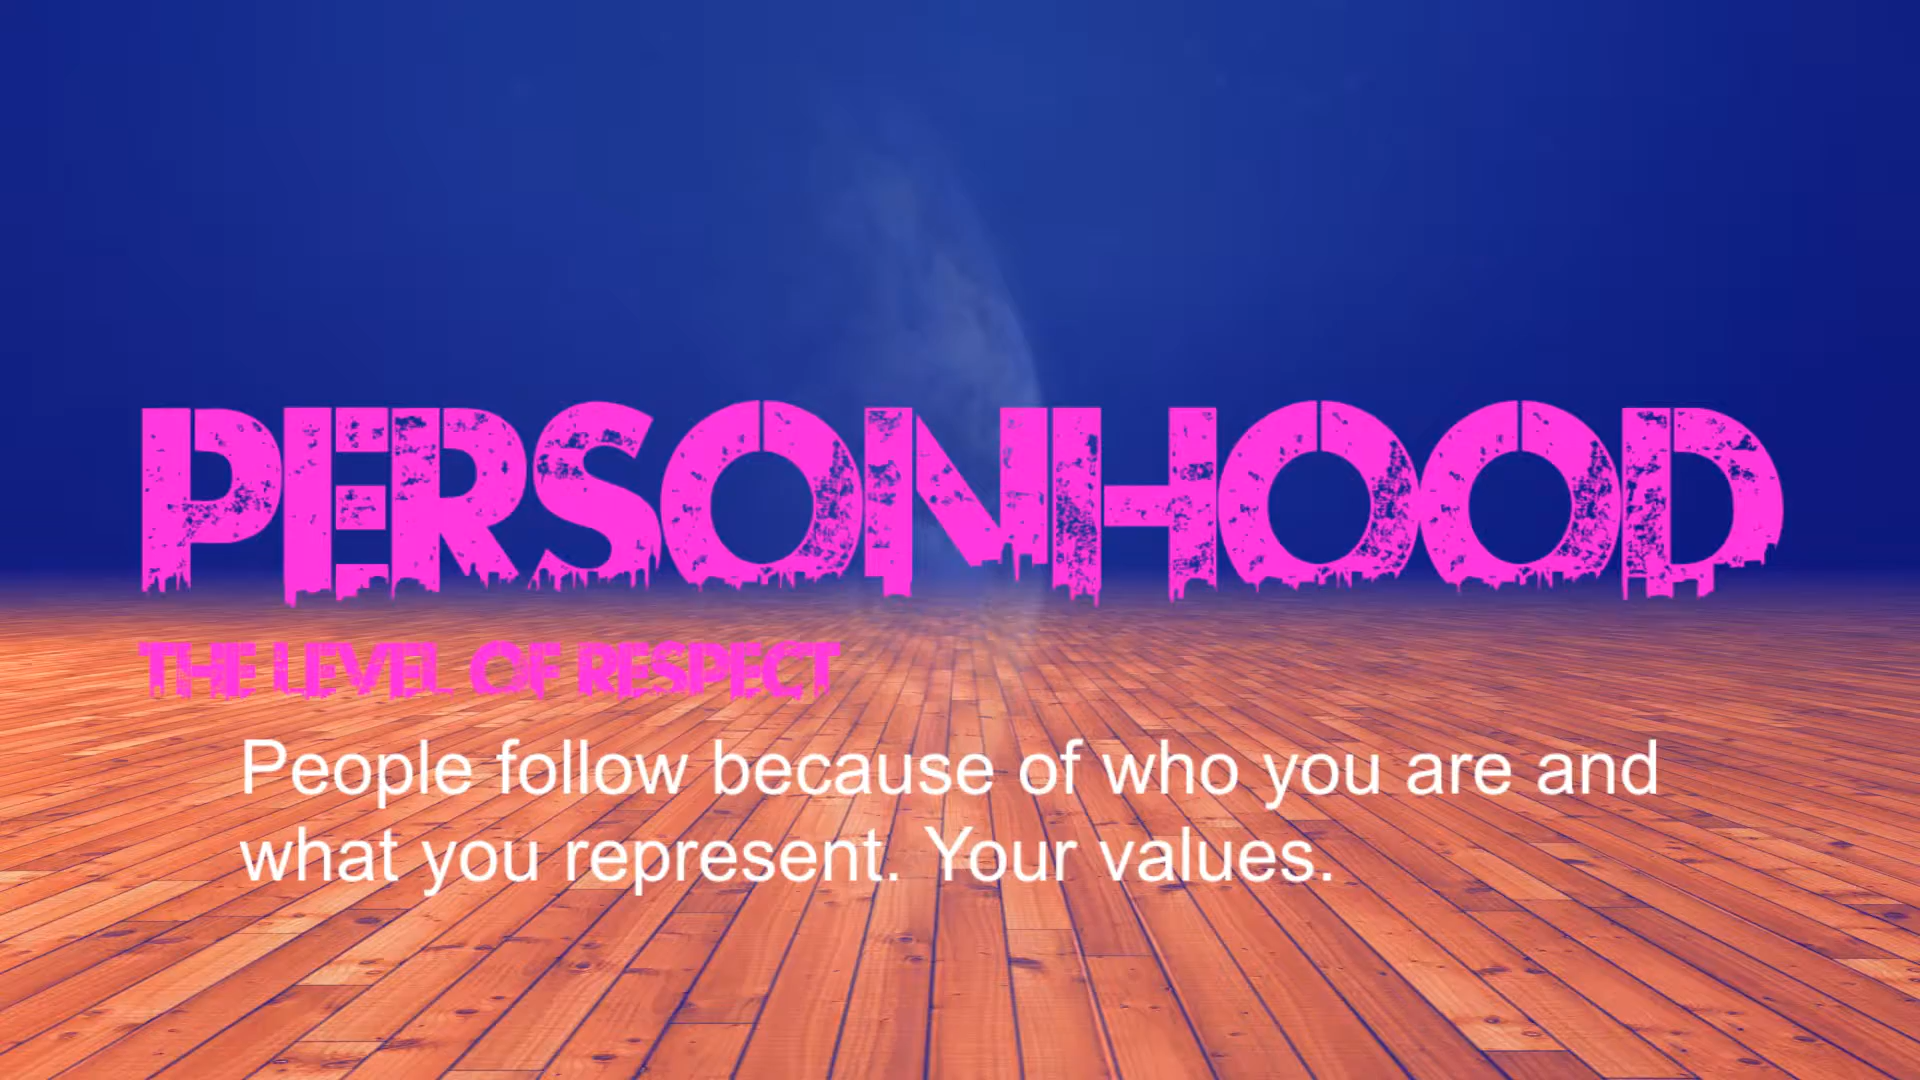 PERSONHOOD
THE LEVEL OF RESPECT
People follow because of who you are and
what you represent. Your values.